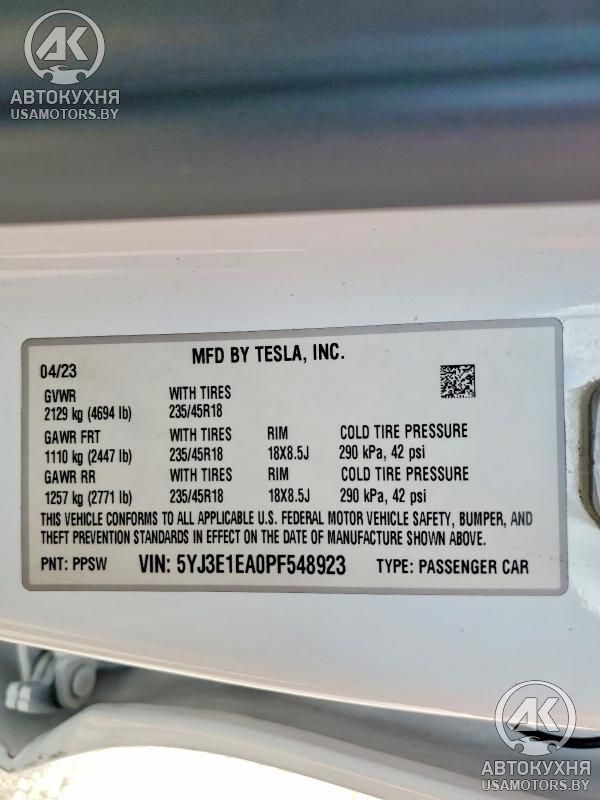 AK
АВТОКУХНЯ
USAMOTORS.BY
MFD BY TESLA, INC.
04/23
GVWR WITH TIRES
2129 kg (4694 lb) 235/45R18
GAWR FRT WITH TIRES RIM COLD TIRE PRESSURE
1110 kg (2447 lb) 235/45R18 18X8.5J 290 kPa, 42 psi
GAWR RR WITH TIRES RIM COLD TIRE PRESSURE
1257 kg (2771 lb) 235/45R18 18X8.5J 290 kPa, 42 psi
THIS VEHICLE CONFORMS TO ALL APPLICABLE U.S. FEDERAL MOTOR VEHICLE SAFETY, BUMPER, AND
THEFT PREVENTION STANDARDS IN EFFECT ON THE DATE OF MANUFACTURE SHOWN ABOVE.
PNT: PPSW VIN: 5YJ3E1EA0PF548923 TYPE: PASSENGER CAR
AK
АВТОКУХНЯ
USAMOTORS.BY